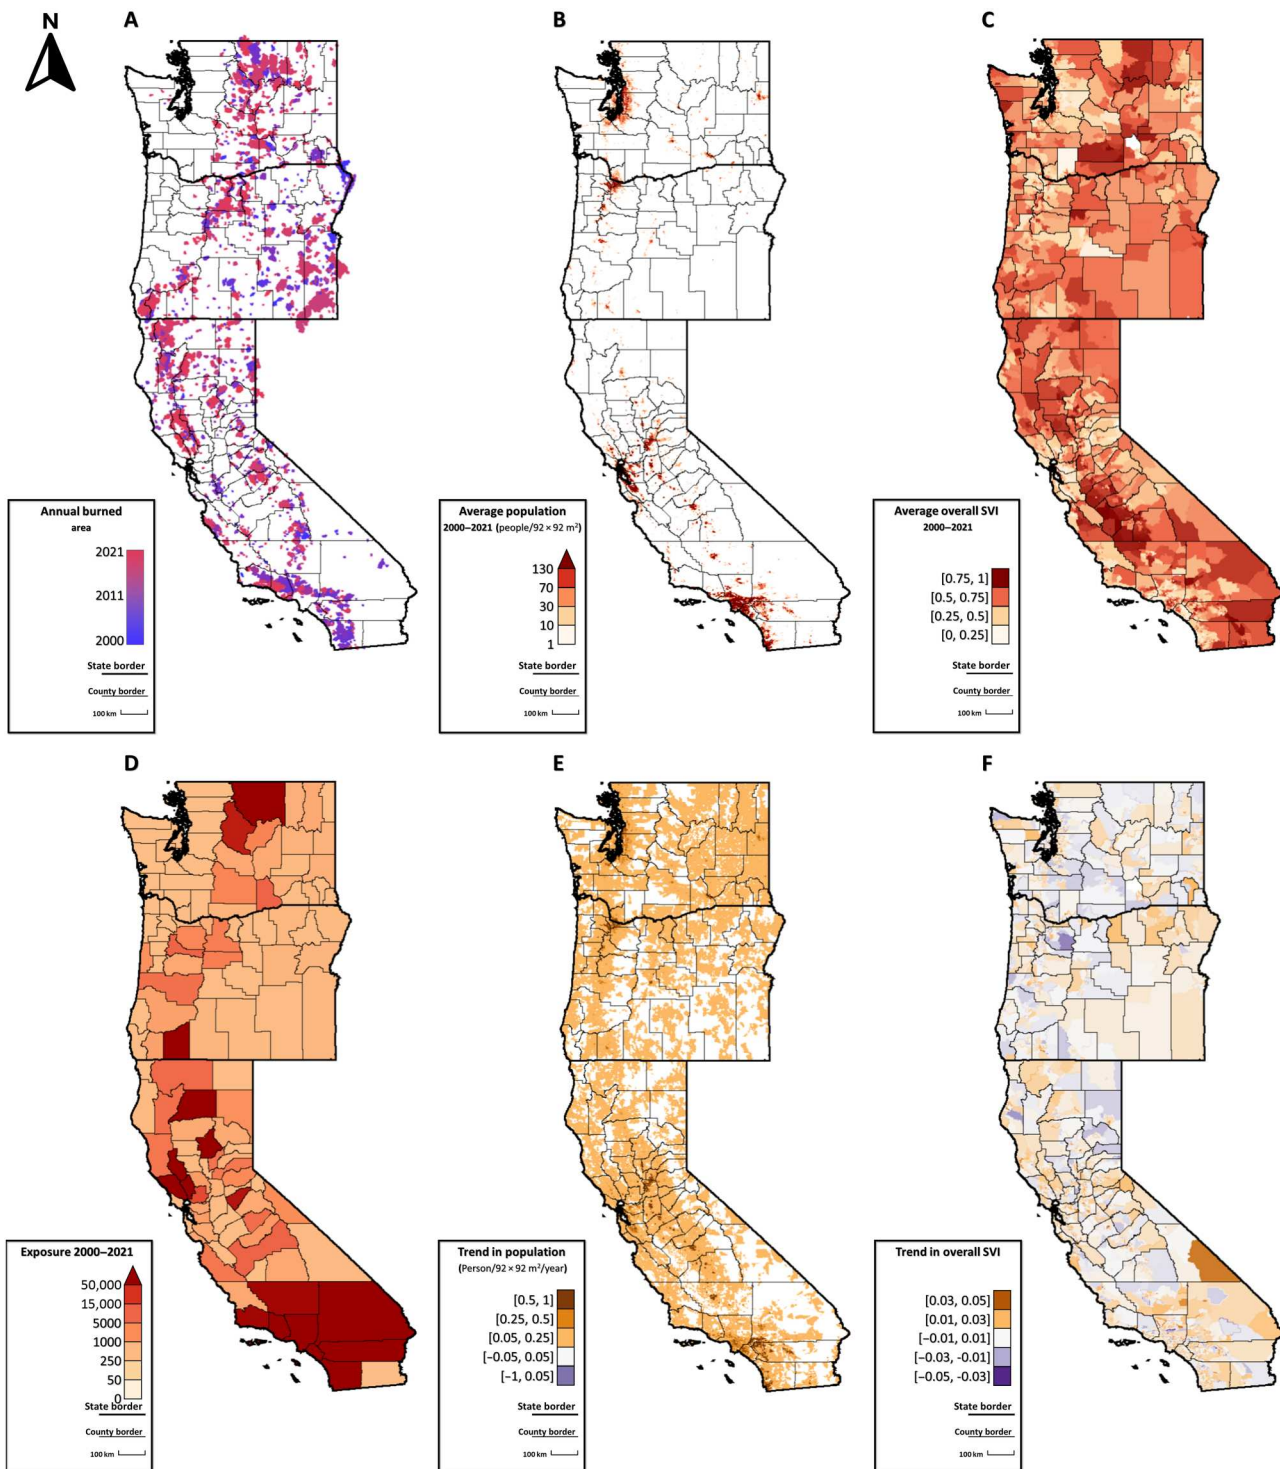 N
A
B
C
Annual burned
area
2021
2011
2000
State border
County border
100 km
Average population
2000–2021 (people/92 × 92 m²)
130
70
30
10
1
State border
County border
100 km
Average overall SVI
2000–2021
[0.75, 1]
[0.5, 0.75]
[0.25, 0.5]
[0, 0.25]
State border
County border
100 km
D
E
F
Exposure 2000–2021
50,000
15,000
5000
1000
250
50
0
State border
County border
100 km
Trend in population
(Person/92 × 92 m²/year)
[0.5, 1]
[0.25, 0.5]
[0.05, 0.25]
[−0.05, 0.05]
[−1, 0.05]
State border
County border
100 km
Trend in overall SVI
[0.03, 0.05]
[0.01, 0.03]
[−0.01, 0.01]
[−0.03, -0.01]
[−0.05, -0.03]
State border
County border
100 km